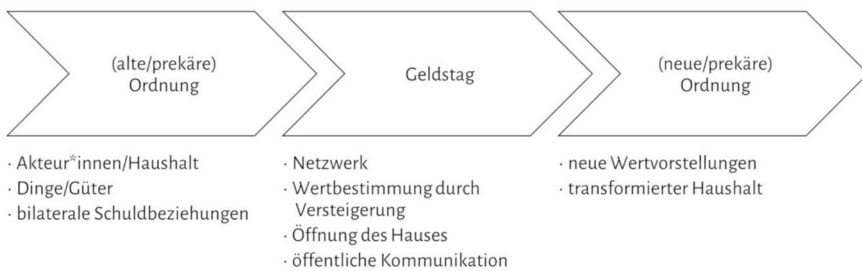 (alte/prekäre)
Ordnung
Geldstag
(neue/prekäre)
Ordnung
· Akteur*innen/Haushalt
· Dinge/Güter
· bilaterale Schuldbeziehungen
· Netzwerk
· Wertbestimmung durch
Versteigerung
· Öffnung des Hauses
· öffentliche Kommunikation
· neue Wertvorstellungen
· transformierter Haushalt